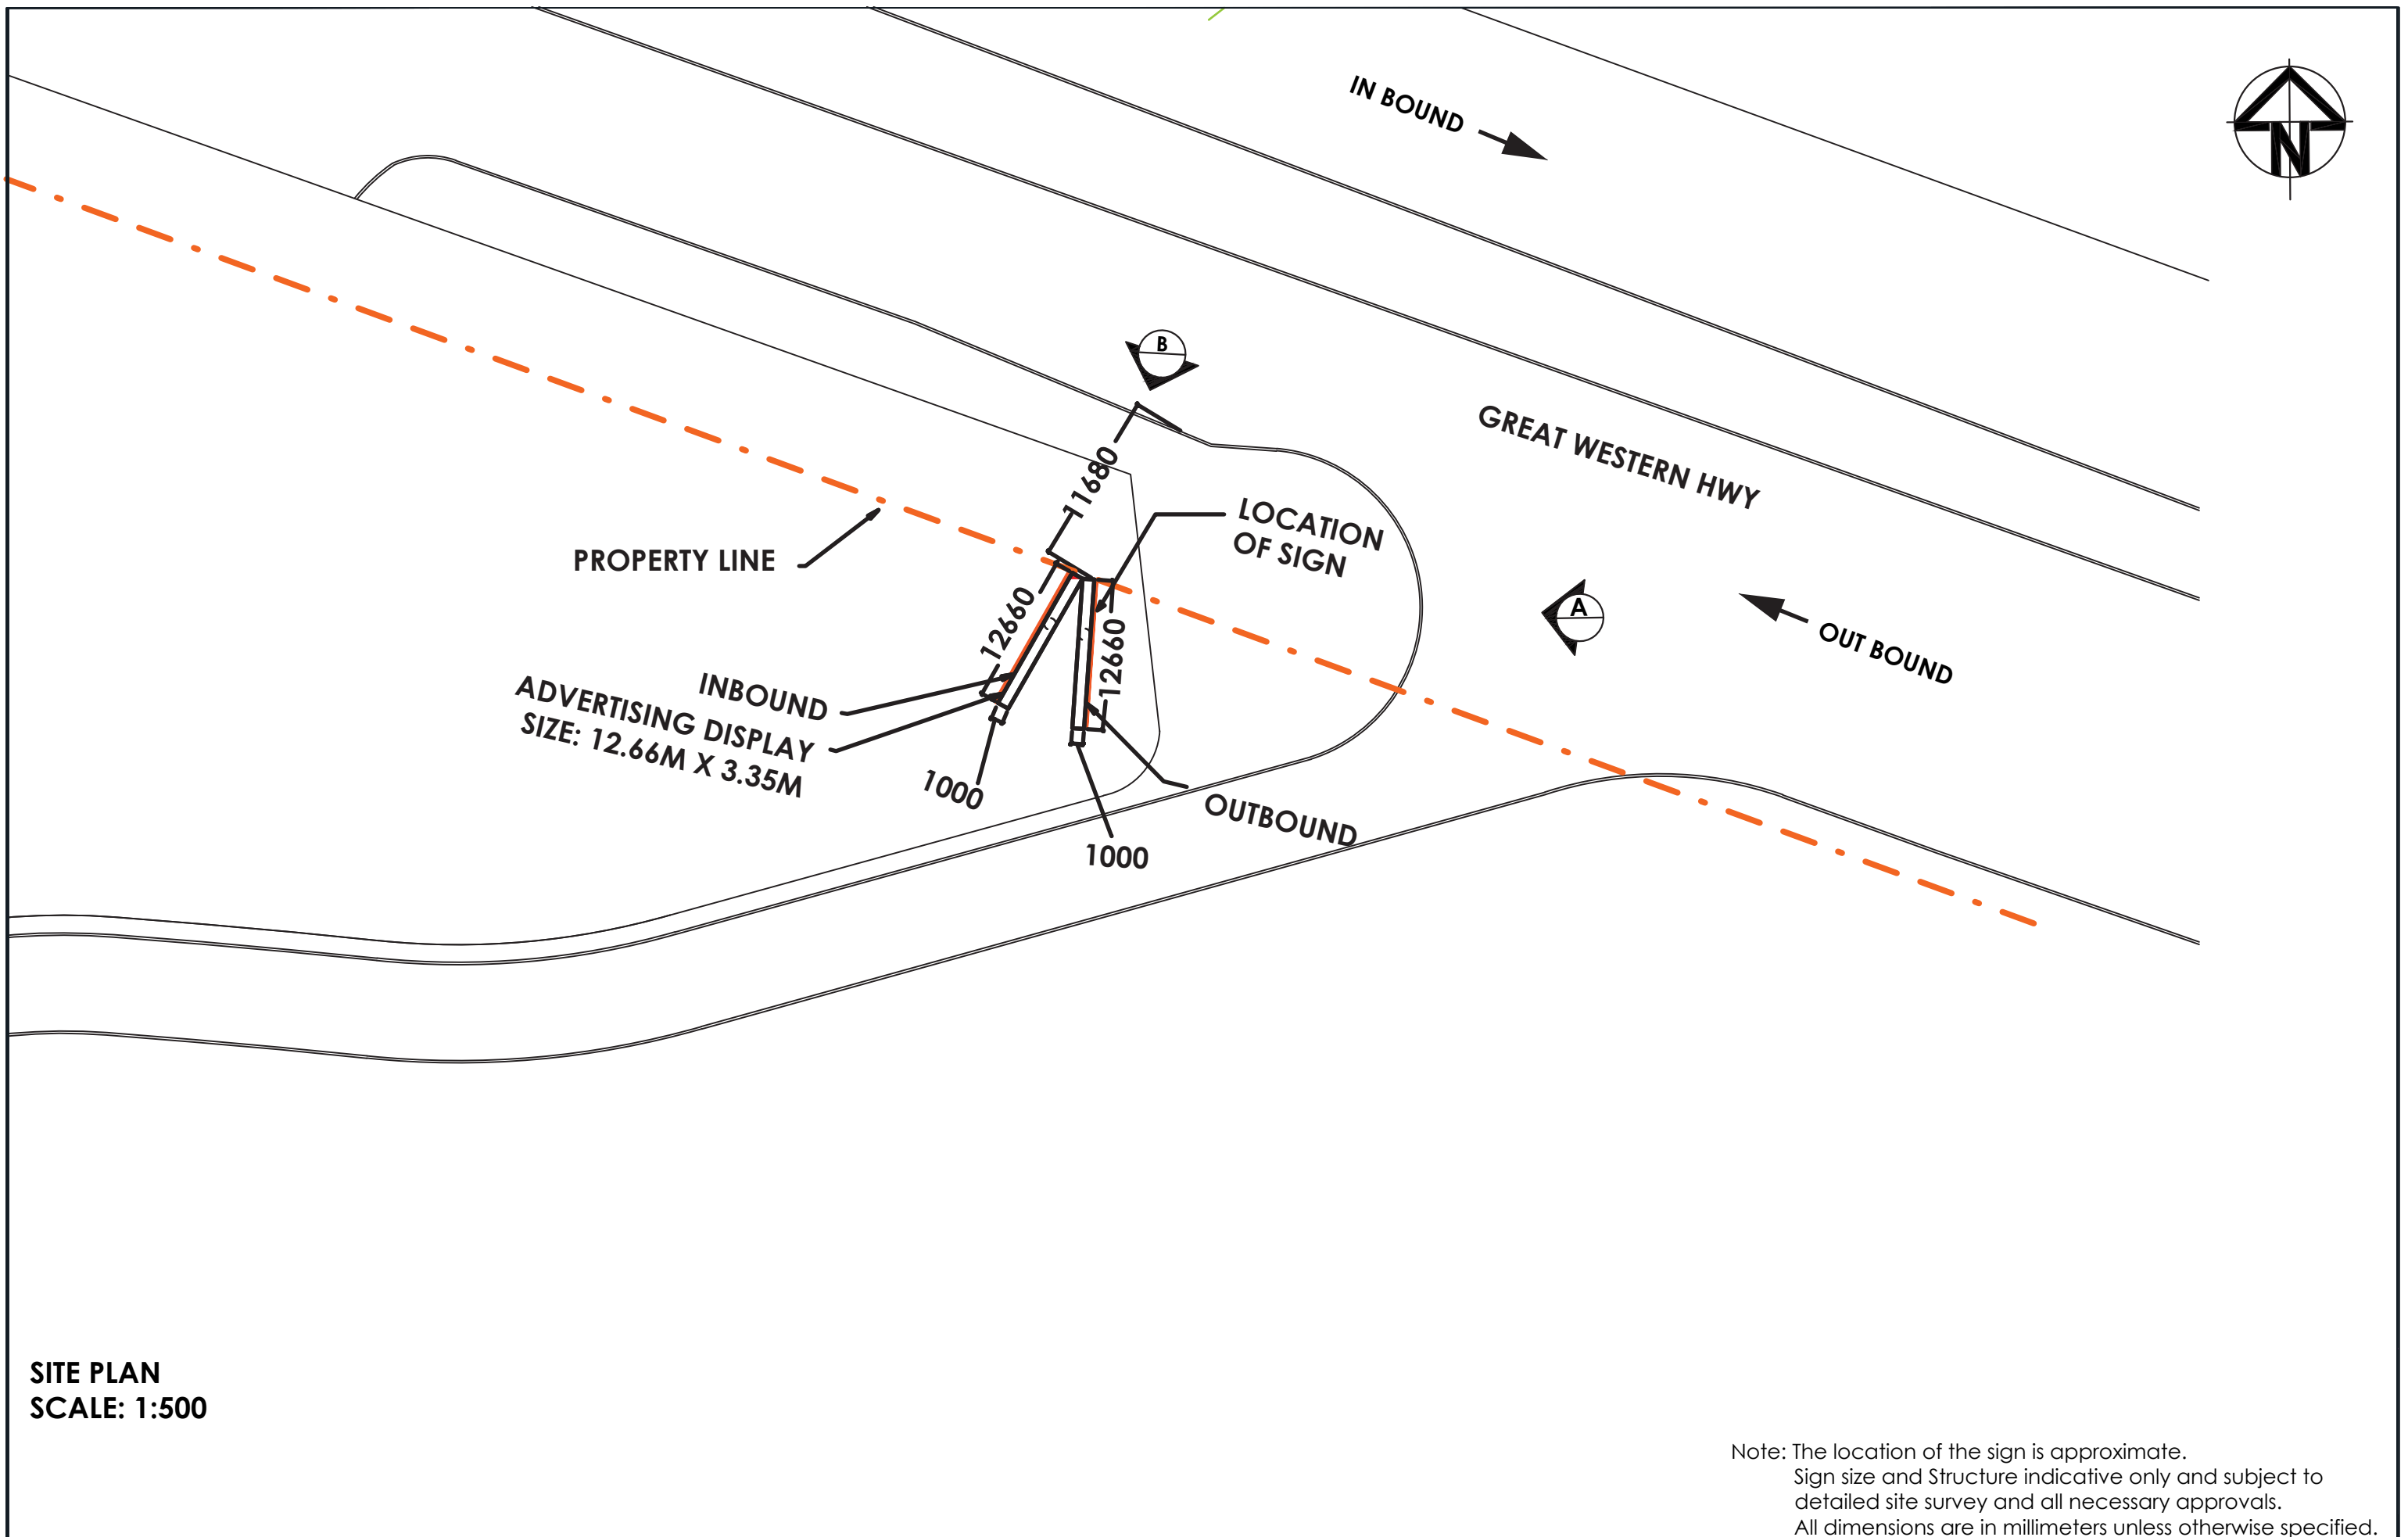 IN BOUND
N
B
GREAT WESTERN HWY
11680
LOCATION
OF SIGN
PROPERTY LINE
12660
12660
A
OUT BOUND
INBOUND
ADVERTISING DISPLAY
SIZE: 12.66M X 3.35M
1000
OUTBOUND
1000
SITE PLAN
SCALE: 1:500
Note: The location of the sign is approximate.
Sign size and Structure indicative only and subject to
detailed site survey and all necessary approvals.
All dimensions are in millimeters unless otherwise specified.